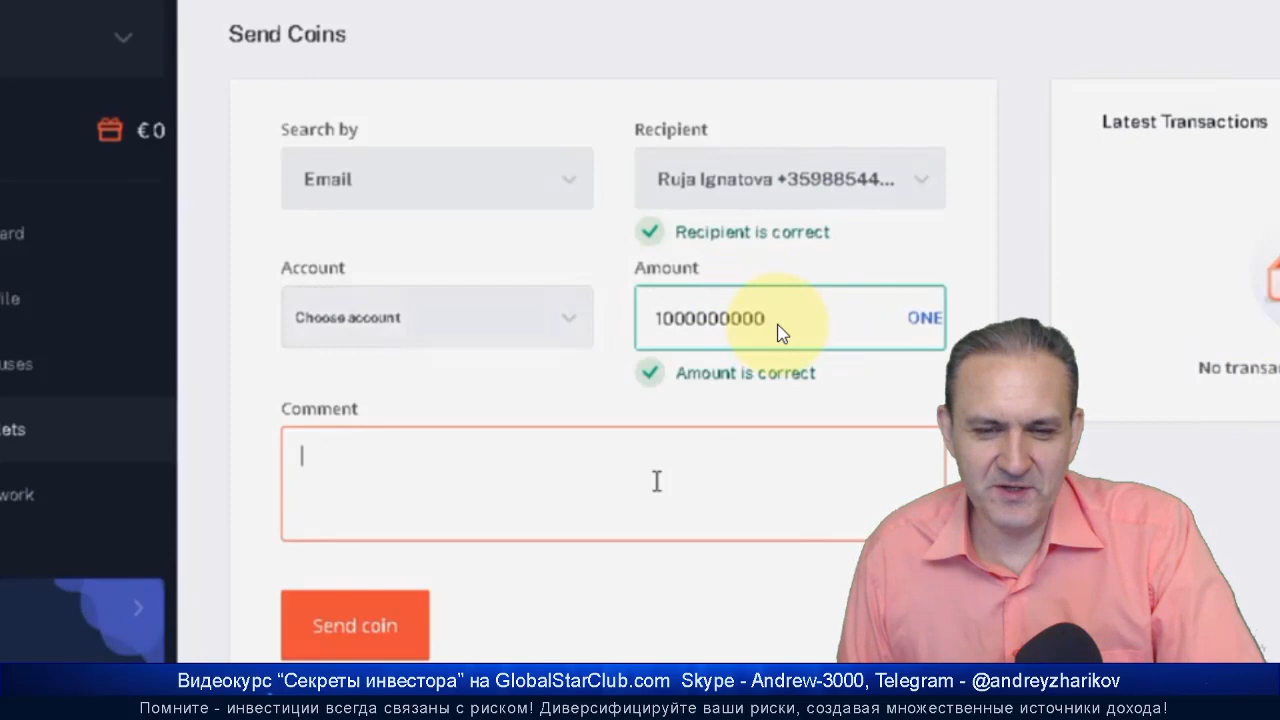 Send Coins
€0
Search by
Recipient
Latest Transactions
Email
Ruja Ignatova +35988544...
Recipient is correct
ard
Account
Amount
file
Choose account
1000000000
ONE
uses
Amount is correct
No transa
Comment
ets
work
Send coin
Видеокурс "Секреты инвестора" на GlobalStarClub.com Skype - Andrew-3000, Telegram - @andreyzharikov
Помните - инвестиции всегда связаны с риском! Диверсифицируйте ваши риски, создавая множественные источники дохода!